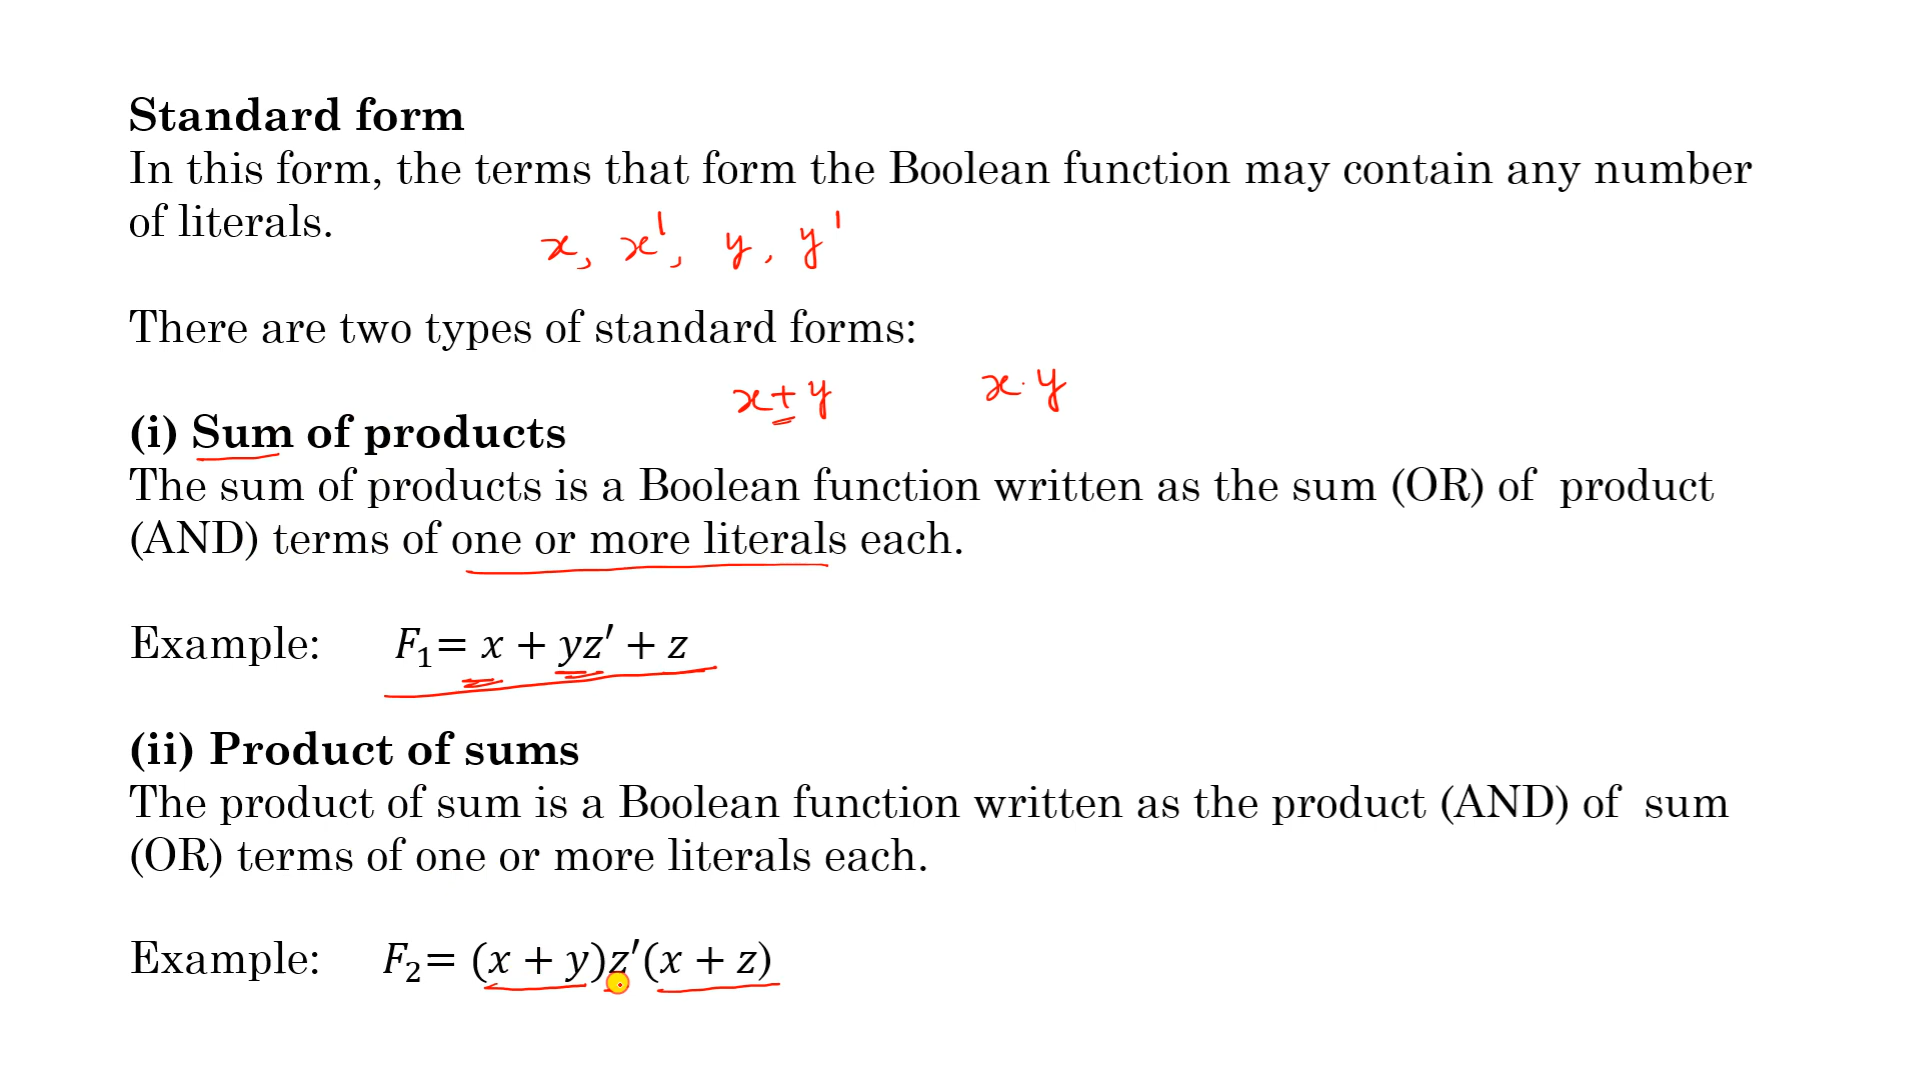 Standard form
In this form, the terms that form the Boolean function may contain any number
of literals.
x, x', y, y'
There are two types of standard forms:
x + y x · y
(i) Sum of products
The sum of products is a Boolean function written as the sum (OR) of product
(AND) terms of one or more literals each.
Example: F₁= x + yz′ + z
(ii) Product of sums
The product of sum is a Boolean function written as the product (AND) of sum
(OR) terms of one or more literals each.
Example: F₂= (x + y)z′(x + z)